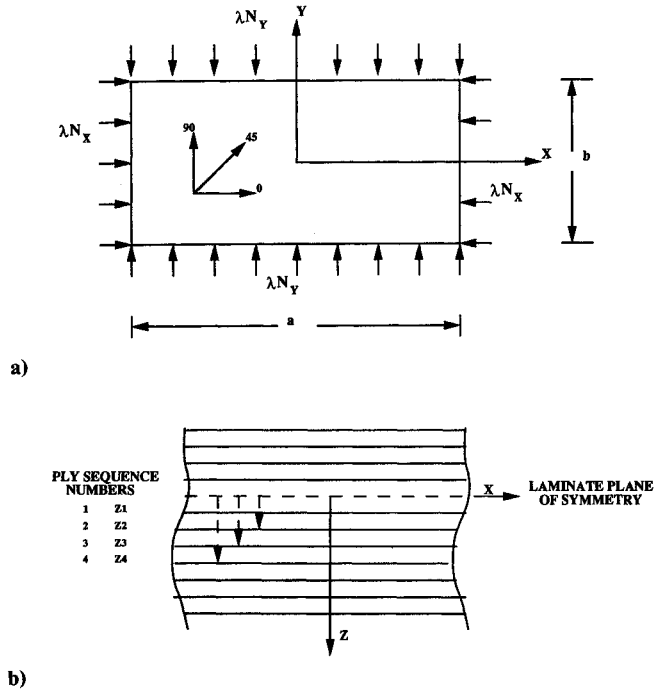 λN_Y
Y
λN_X
90
45
0
X
b
λN_X
λN_Y
a
a)
PLY SEQUENCE
NUMBERS
1 Z1
2 Z2
3 Z3
4 Z4
X
LAMINATE PLANE
OF SYMMETRY
Z
b)